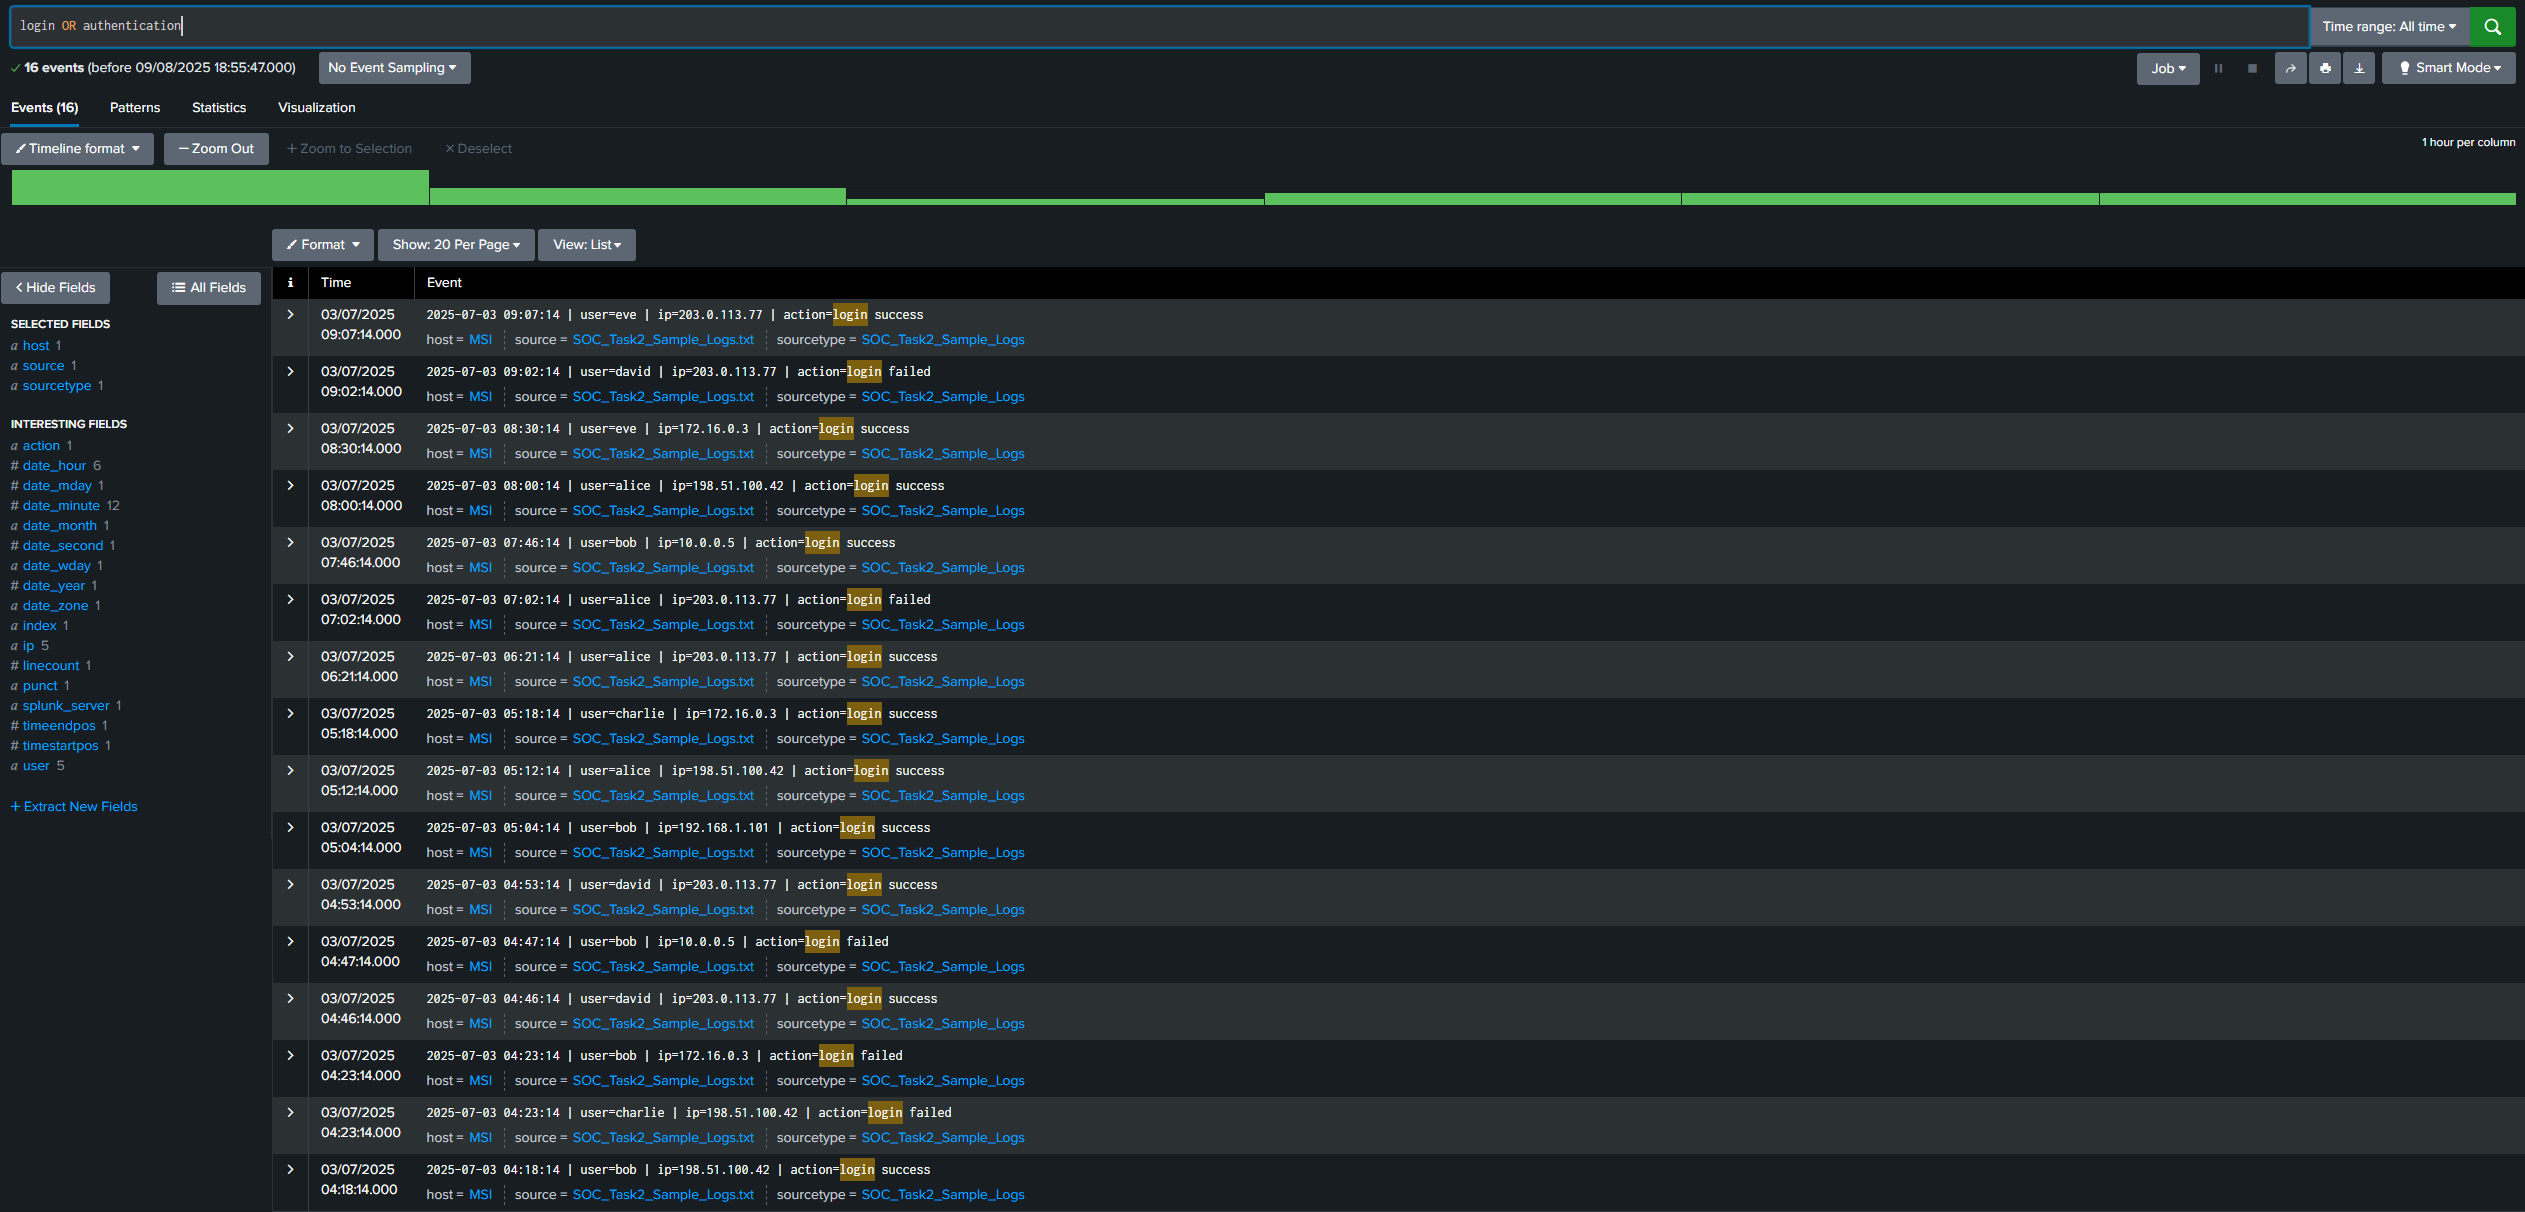 login OR authentication
Time range: All time
16 events (before 09/08/2025 18:55:47.000)
No Event Sampling
Job
Smart Mode
Events (16)
Patterns
Statistics
Visualization
Timeline format
Zoom Out
+ Zoom to Selection
× Deselect
1 hour per column
Format
Show: 20 Per Page
View: List
Hide Fields
All Fields
SELECTED FIELDS
a host 1
a source 1
a sourcetype 1
INTERESTING FIELDS
a action 1
# date_hour 6
# date_mday 1
# date_minute 12
a date_month 1
# date_second 1
a date_wday 1
# date_year 1
a date_zone 1
a index 1
a ip 5
# linecount 1
a punct 1
a splunk_server 1
# timeendpos 1
# timestartpos 1
a user 5
+ Extract New Fields
i Time Event
03/07/2025 2025-07-03 09:07:14 | user=eve | ip=203.0.113.77 | action=login success
09:07:14.000 host = MSI source = SOC_Task2_Sample_Logs.txt sourcetype = SOC_Task2_Sample_Logs
03/07/2025 2025-07-03 09:02:14 | user=david | ip=203.0.113.77 | action=login failed
09:02:14.000 host = MSI source = SOC_Task2_Sample_Logs.txt sourcetype = SOC_Task2_Sample_Logs
03/07/2025 2025-07-03 08:30:14 | user=eve | ip=172.16.0.3 | action=login success
08:30:14.000 host = MSI source = SOC_Task2_Sample_Logs.txt sourcetype = SOC_Task2_Sample_Logs
03/07/2025 2025-07-03 08:00:14 | user=alice | ip=198.51.100.42 | action=login success
08:00:14.000 host = MSI source = SOC_Task2_Sample_Logs.txt sourcetype = SOC_Task2_Sample_Logs
03/07/2025 2025-07-03 07:46:14 | user=bob | ip=10.0.0.5 | action=login success
07:46:14.000 host = MSI source = SOC_Task2_Sample_Logs.txt sourcetype = SOC_Task2_Sample_Logs
03/07/2025 2025-07-03 07:02:14 | user=alice | ip=203.0.113.77 | action=login failed
07:02:14.000 host = MSI source = SOC_Task2_Sample_Logs.txt sourcetype = SOC_Task2_Sample_Logs
03/07/2025 2025-07-03 06:21:14 | user=alice | ip=203.0.113.77 | action=login success
06:21:14.000 host = MSI source = SOC_Task2_Sample_Logs.txt sourcetype = SOC_Task2_Sample_Logs
03/07/2025 2025-07-03 05:18:14 | user=charlie | ip=172.16.0.3 | action=login success
05:18:14.000 host = MSI source = SOC_Task2_Sample_Logs.txt sourcetype = SOC_Task2_Sample_Logs
03/07/2025 2025-07-03 05:12:14 | user=alice | ip=198.51.100.42 | action=login success
05:12:14.000 host = MSI source = SOC_Task2_Sample_Logs.txt sourcetype = SOC_Task2_Sample_Logs
03/07/2025 2025-07-03 05:04:14 | user=bob | ip=192.168.1.101 | action=login success
05:04:14.000 host = MSI source = SOC_Task2_Sample_Logs.txt sourcetype = SOC_Task2_Sample_Logs
03/07/2025 2025-07-03 04:53:14 | user=david | ip=203.0.113.77 | action=login success
04:53:14.000 host = MSI source = SOC_Task2_Sample_Logs.txt sourcetype = SOC_Task2_Sample_Logs
03/07/2025 2025-07-03 04:47:14 | user=bob | ip=10.0.0.5 | action=login failed
04:47:14.000 host = MSI source = SOC_Task2_Sample_Logs.txt sourcetype = SOC_Task2_Sample_Logs
03/07/2025 2025-07-03 04:46:14 | user=david | ip=203.0.113.77 | action=login success
04:46:14.000 host = MSI source = SOC_Task2_Sample_Logs.txt sourcetype = SOC_Task2_Sample_Logs
03/07/2025 2025-07-03 04:23:14 | user=bob | ip=172.16.0.3 | action=login failed
04:23:14.000 host = MSI source = SOC_Task2_Sample_Logs.txt sourcetype = SOC_Task2_Sample_Logs
03/07/2025 2025-07-03 04:23:14 | user=charlie | ip=198.51.100.42 | action=login failed
04:23:14.000 host = MSI source = SOC_Task2_Sample_Logs.txt sourcetype = SOC_Task2_Sample_Logs
03/07/2025 2025-07-03 04:18:14 | user=bob | ip=198.51.100.42 | action=login success
04:18:14.000 host = MSI source = SOC_Task2_Sample_Logs.txt sourcetype = SOC_Task2_Sample_Logs